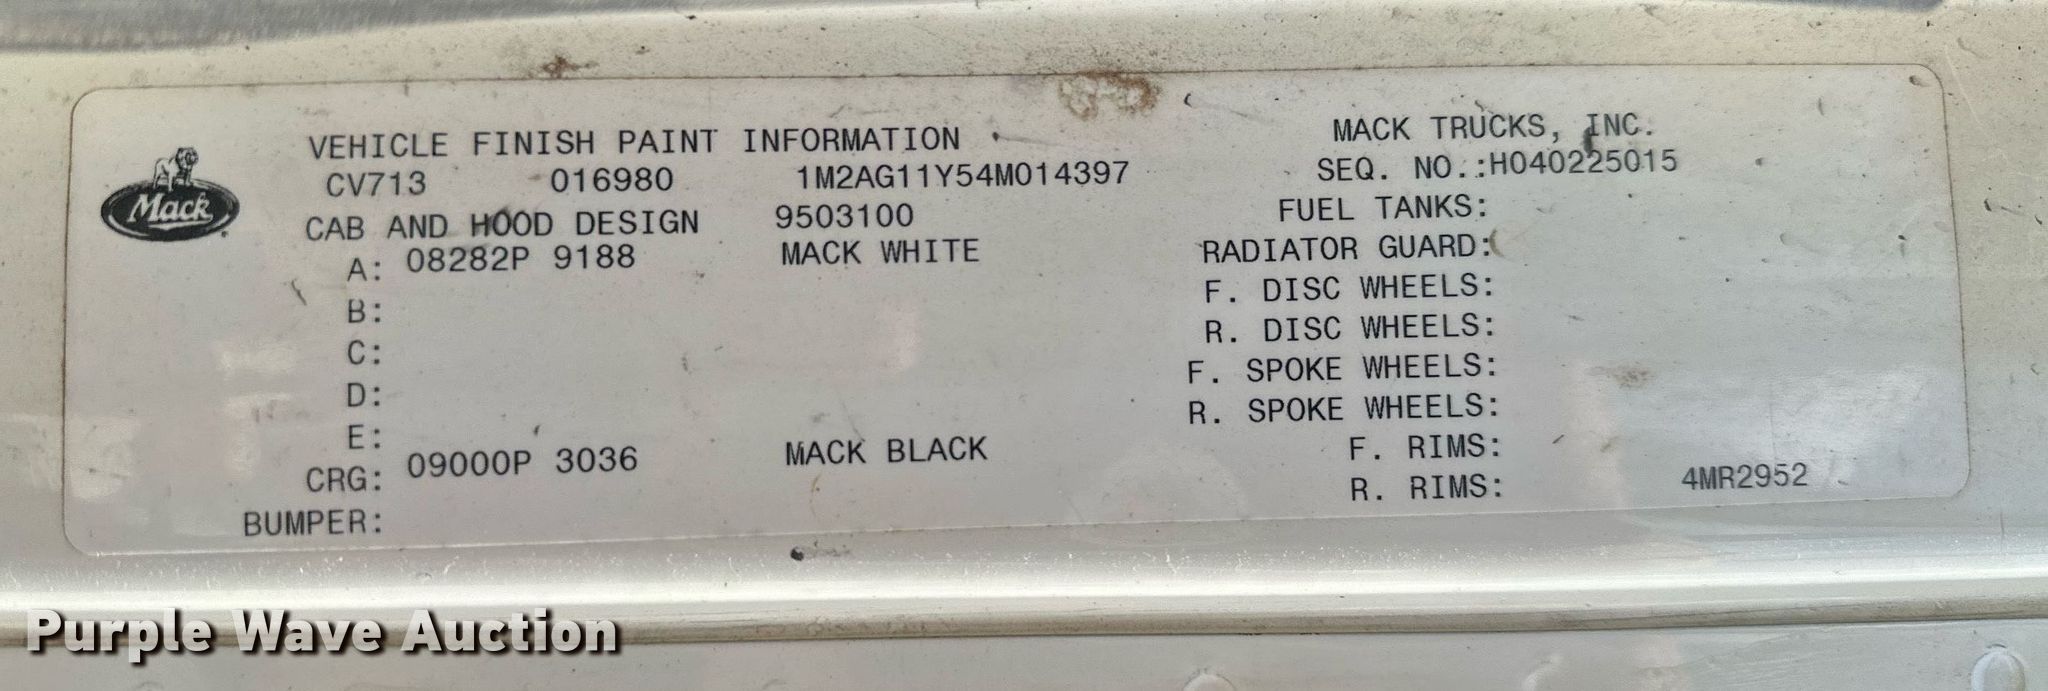 VEHICLE FINISH PAINT INFORMATION
CV713 016980 1M2AG11Y54M014397
CAB AND HOOD DESIGN 9503100
A: 08282P 9188 MACK WHITE
B:
C:
D:
E:
CRG: 09000P 3036 MACK BLACK
BUMPER:
Mack
MACK TRUCKS, INC.
SEQ. NO.:H040225015
FUEL TANKS:
RADIATOR GUARD:
F. DISC WHEELS:
R. DISC WHEELS:
F. SPOKE WHEELS:
R. SPOKE WHEELS:
F. RIMS:
R. RIMS:
4MR2952
Purple Wave Auction